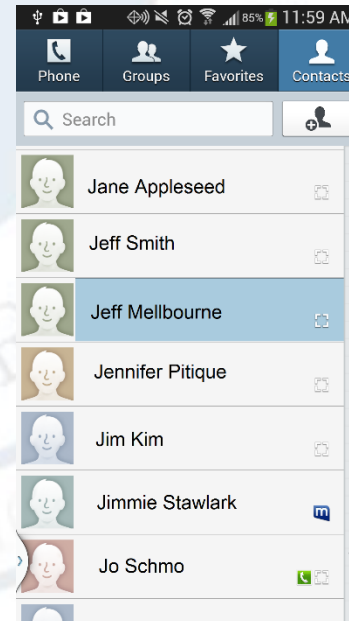 85% 11:59 AM
Phone Groups Favorites Contacts
Search
Jane Appleseed
Jeff Smith
Jeff Mellbourne
Jennifer Pitique
Jim Kim
Jimmie Stawlark
m
Jo Schmo